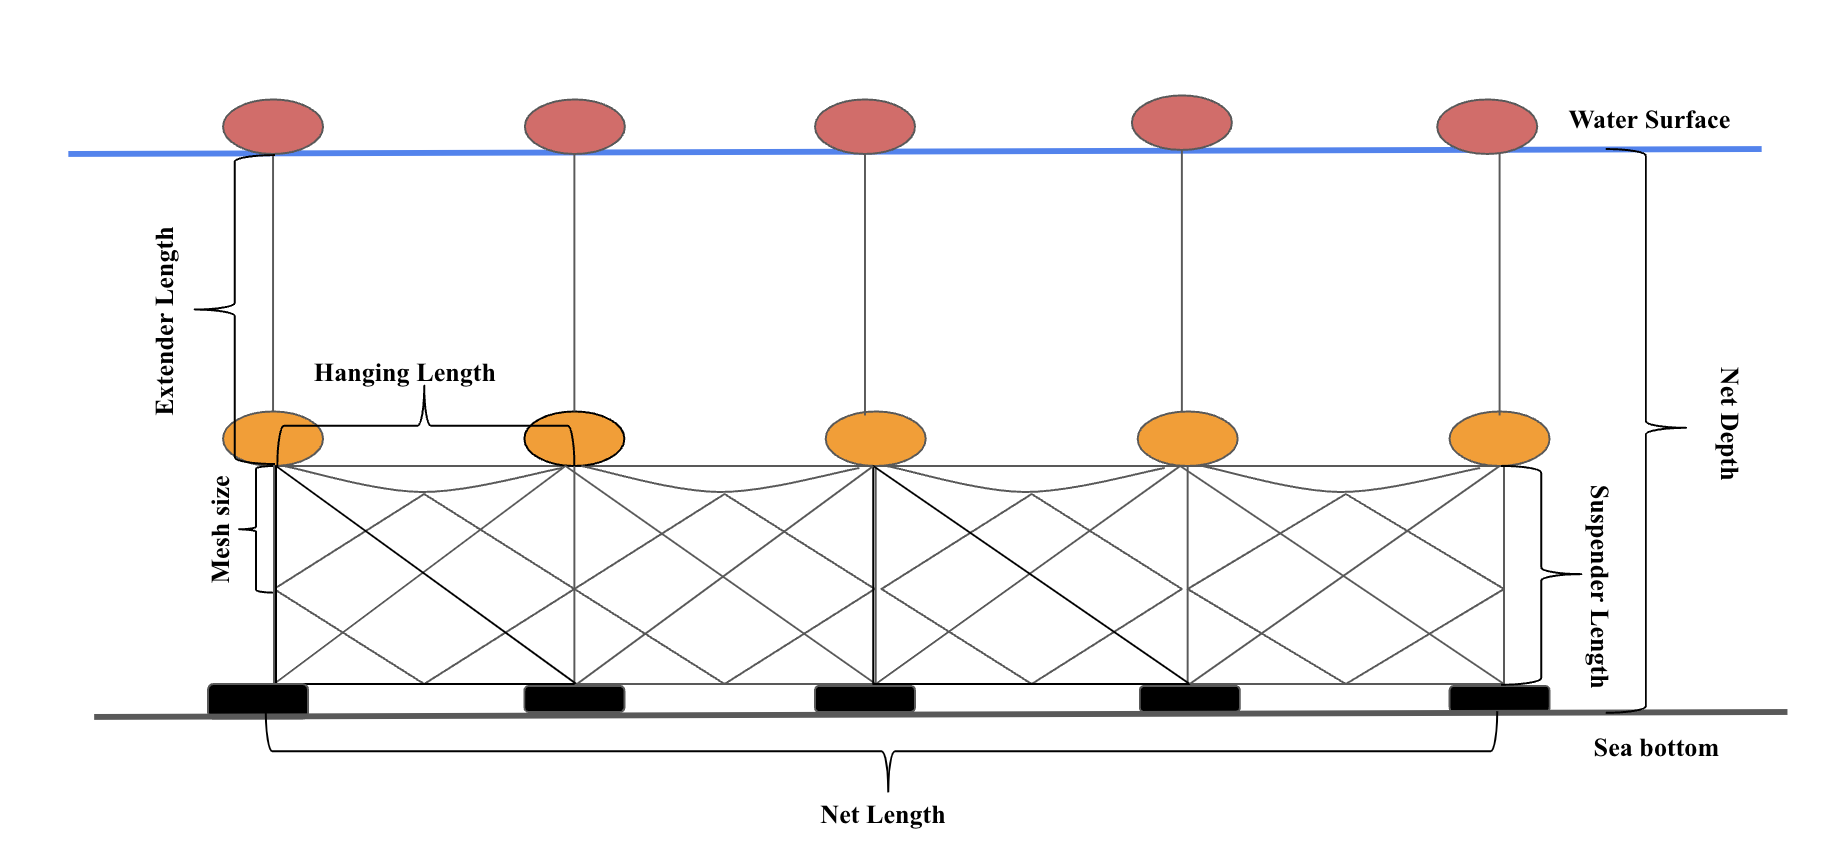 Water Surface
Extender Length
Hanging Length
Net Depth
Mesh size
Suspender Length
Sea bottom
Net Length